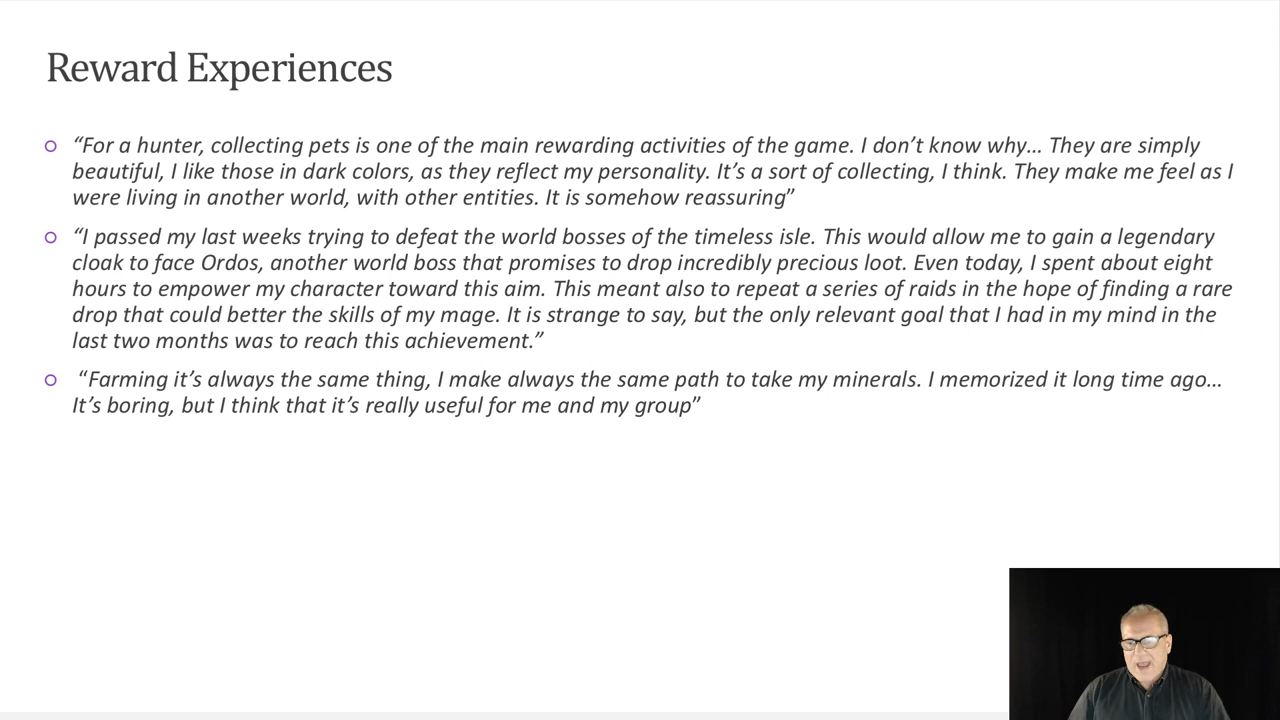 Reward Experiences
“For a hunter, collecting pets is one of the main rewarding activities of the game. I don’t know why… They are simply
beautiful, I like those in dark colors, as they reflect my personality. It’s a sort of collecting, I think. They make me feel as I
were living in another world, with other entities. It is somehow reassuring”
“I passed my last weeks trying to defeat the world bosses of the timeless isle. This would allow me to gain a legendary
cloak to face Ordos, another world boss that promises to drop incredibly precious loot. Even today, I spent about eight
hours to empower my character toward this aim. This meant also to repeat a series of raids in the hope of finding a rare
drop that could better the skills of my mage. It is strange to say, but the only relevant goal that I had in my mind in the
last two months was to reach this achievement.”
“Farming it’s always the same thing, I make always the same path to take my minerals. I memorized it long time ago…
It’s boring, but I think that it’s really useful for me and my group”